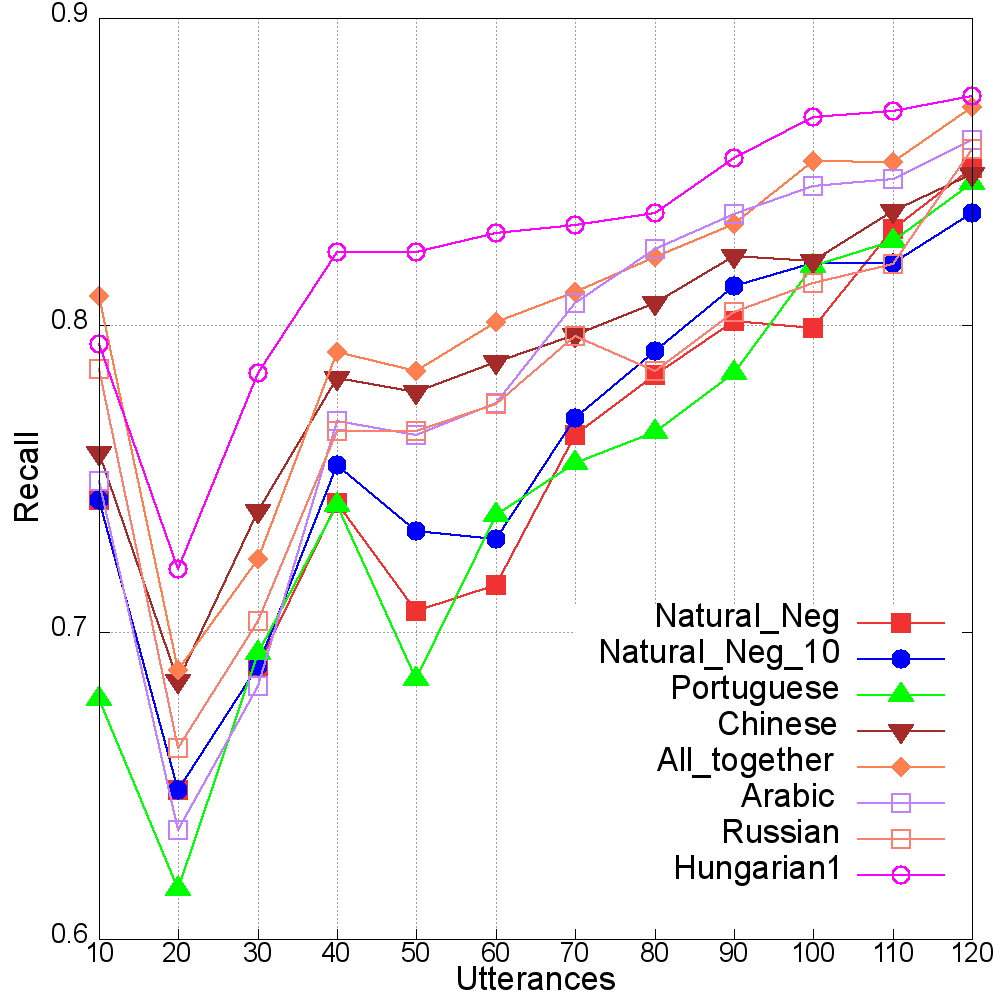 0.9
0.8
0.7
0.6
Recall
10 20 30 40 50 60 70 80 90 100 110 120
Utterances
Natural_Neg
Natural_Neg_10
Portuguese
Chinese
All_together
Arabic
Russian
Hungarian1